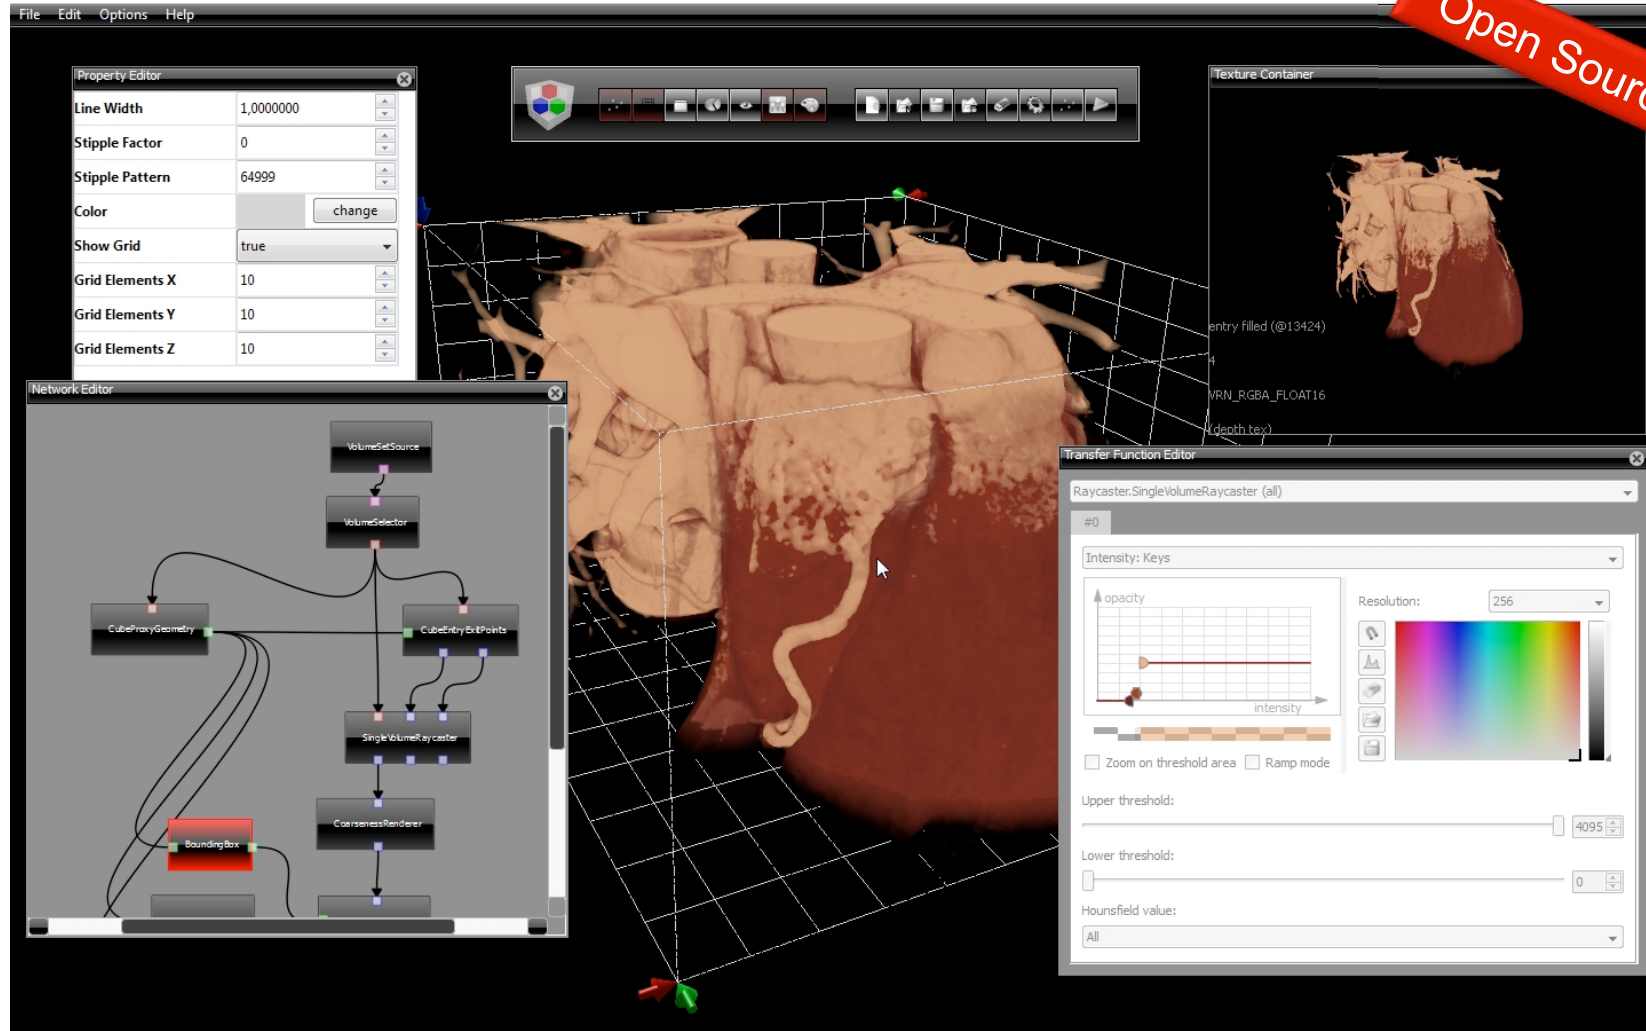 File Edit Options Help
Open Sour
Property Editor
Line Width 1,0000000
Stipple Factor 0
Stipple Pattern 64999
Color change
Show Grid true
Grid Elements X 10
Grid Elements Y 10
Grid Elements Z 10
Texture Container
entry filled (@13424)
4
VRN_RGBA_FLOAT16
(depth tex)
Network Editor
VolumeSetSource
VolumeSelector
CubeProxyGeometry
CubeEntryExitPoints
SingleVolumeRaycaster
CoarsenessRenderer
BoundingBox
Transfer Function Editor
Raycaster.SingleVolumeRaycaster (all)
#0
Intensity: Keys
opacity
intensity
Resolution: 256
Zoom on threshold area Ramp mode
Upper threshold:
4095
Lower threshold:
0
Hounsfield value:
All